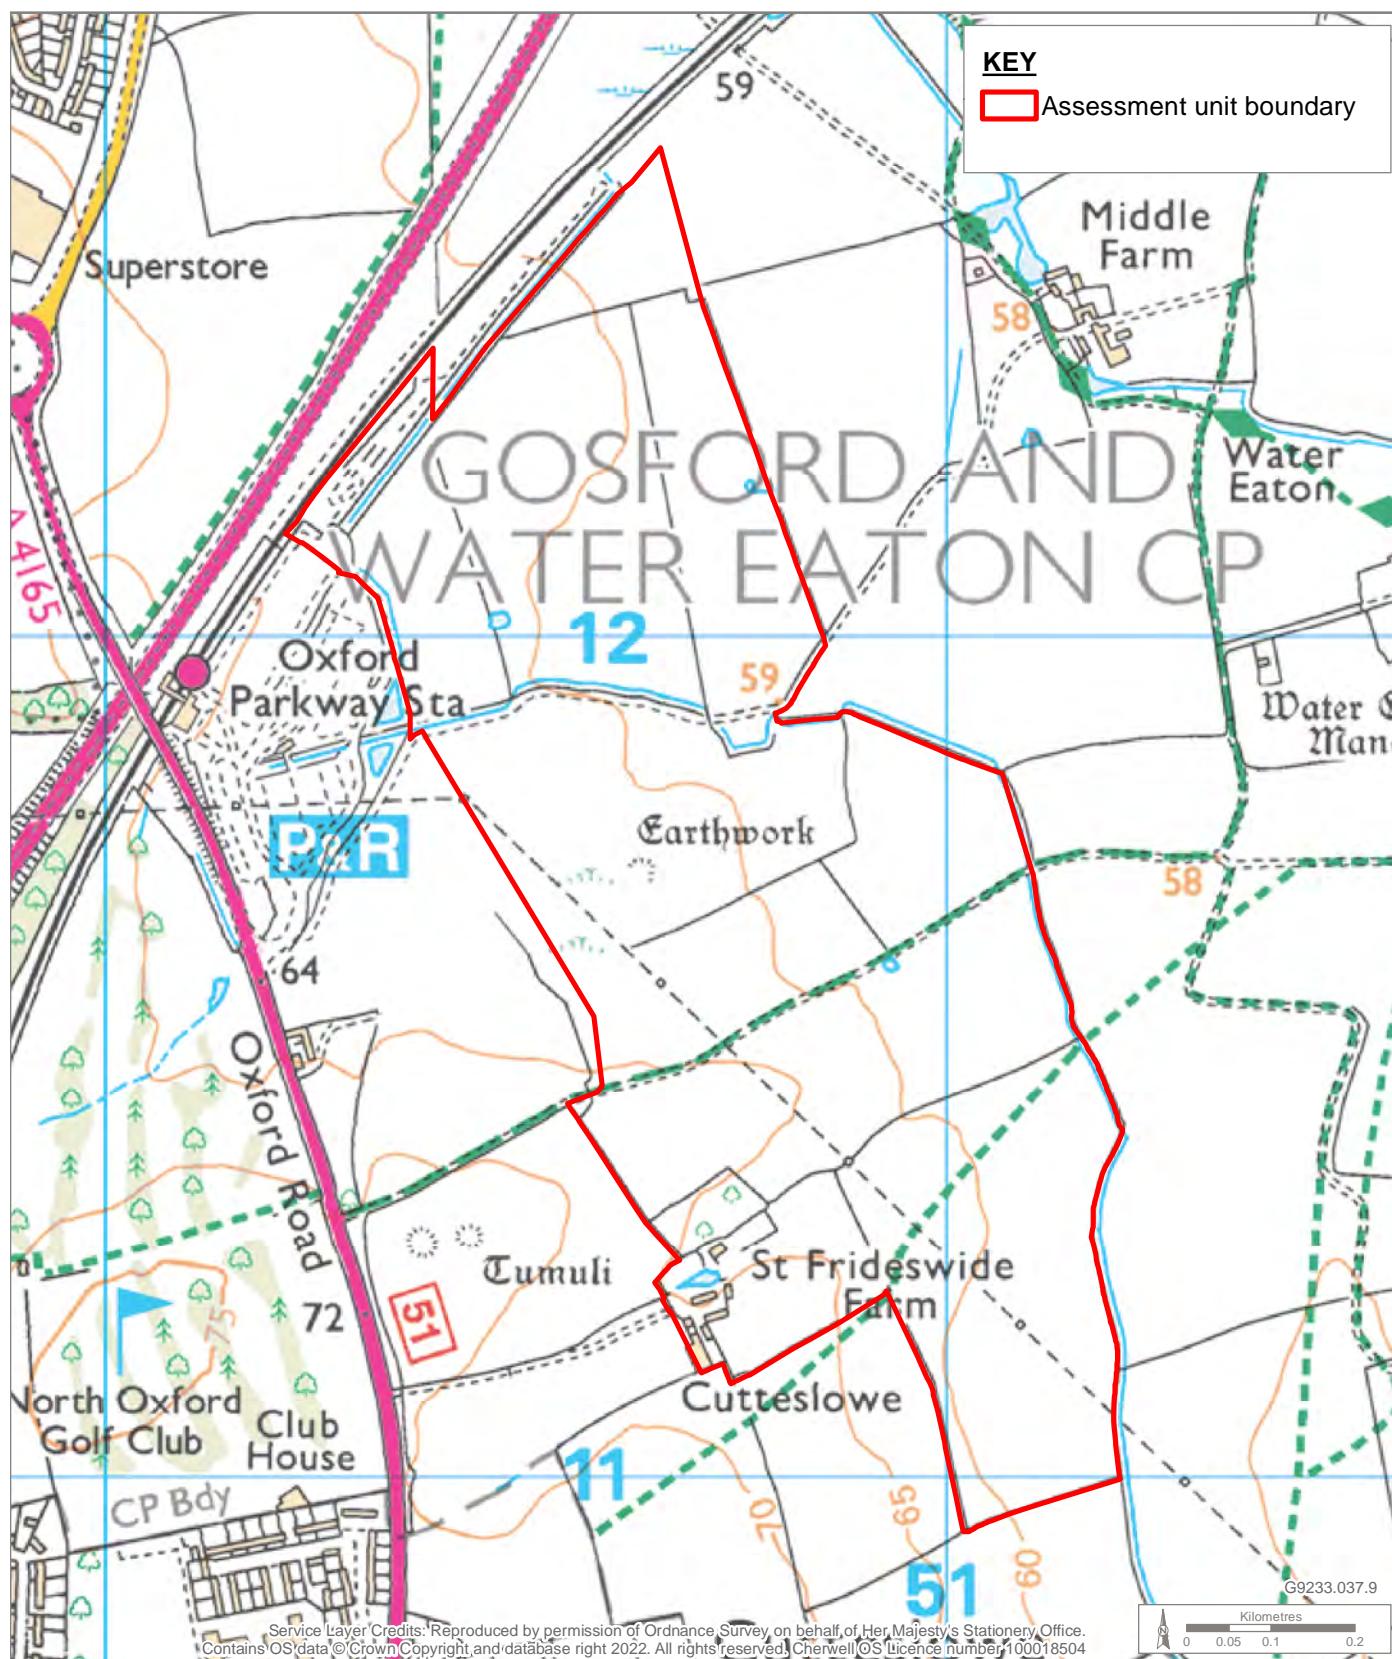 KEY
Assessment unit boundary
59
Middle
Farm
Superstore
58
GOSFORD AND
WATER EATON CP
Water
Eaton
A 4165
12
Oxford
Parkway Sta
59
Earthwork
P&R
58
64
Oxford Road
Tumuli
St Frideswide
Farm
72
51
75
North Oxford
Golf Club
Club
House
Cutteslowe
11
CP Bdy
70
65
60
51
G9233.037.9
Kilometres
0 0.05 0.1 0.2
Service Layer Credits: Reproduced by permission of Ordnance Survey on behalf of Her Majesty's Stationery Office.
Contains OS data © Crown Copyright and database right 2022. All rights reserved. Cherwell OS Licence number 100018504